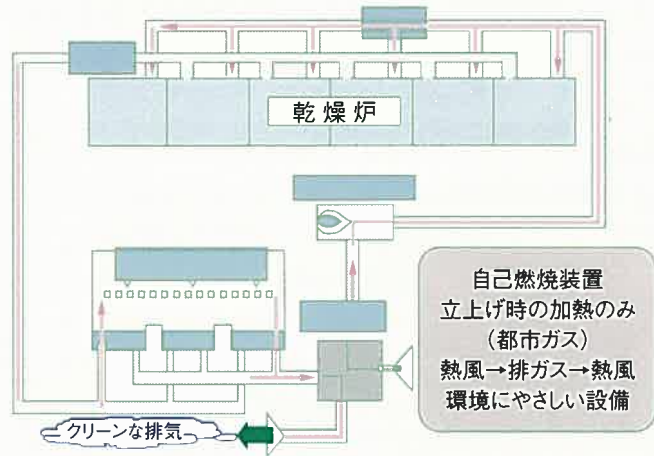 乾燥炉
自己燃焼装置
立上げ時の加熱のみ
(都市ガス)
熱風→排ガス→熱風
環境にやさしい設備
クリーンな排気